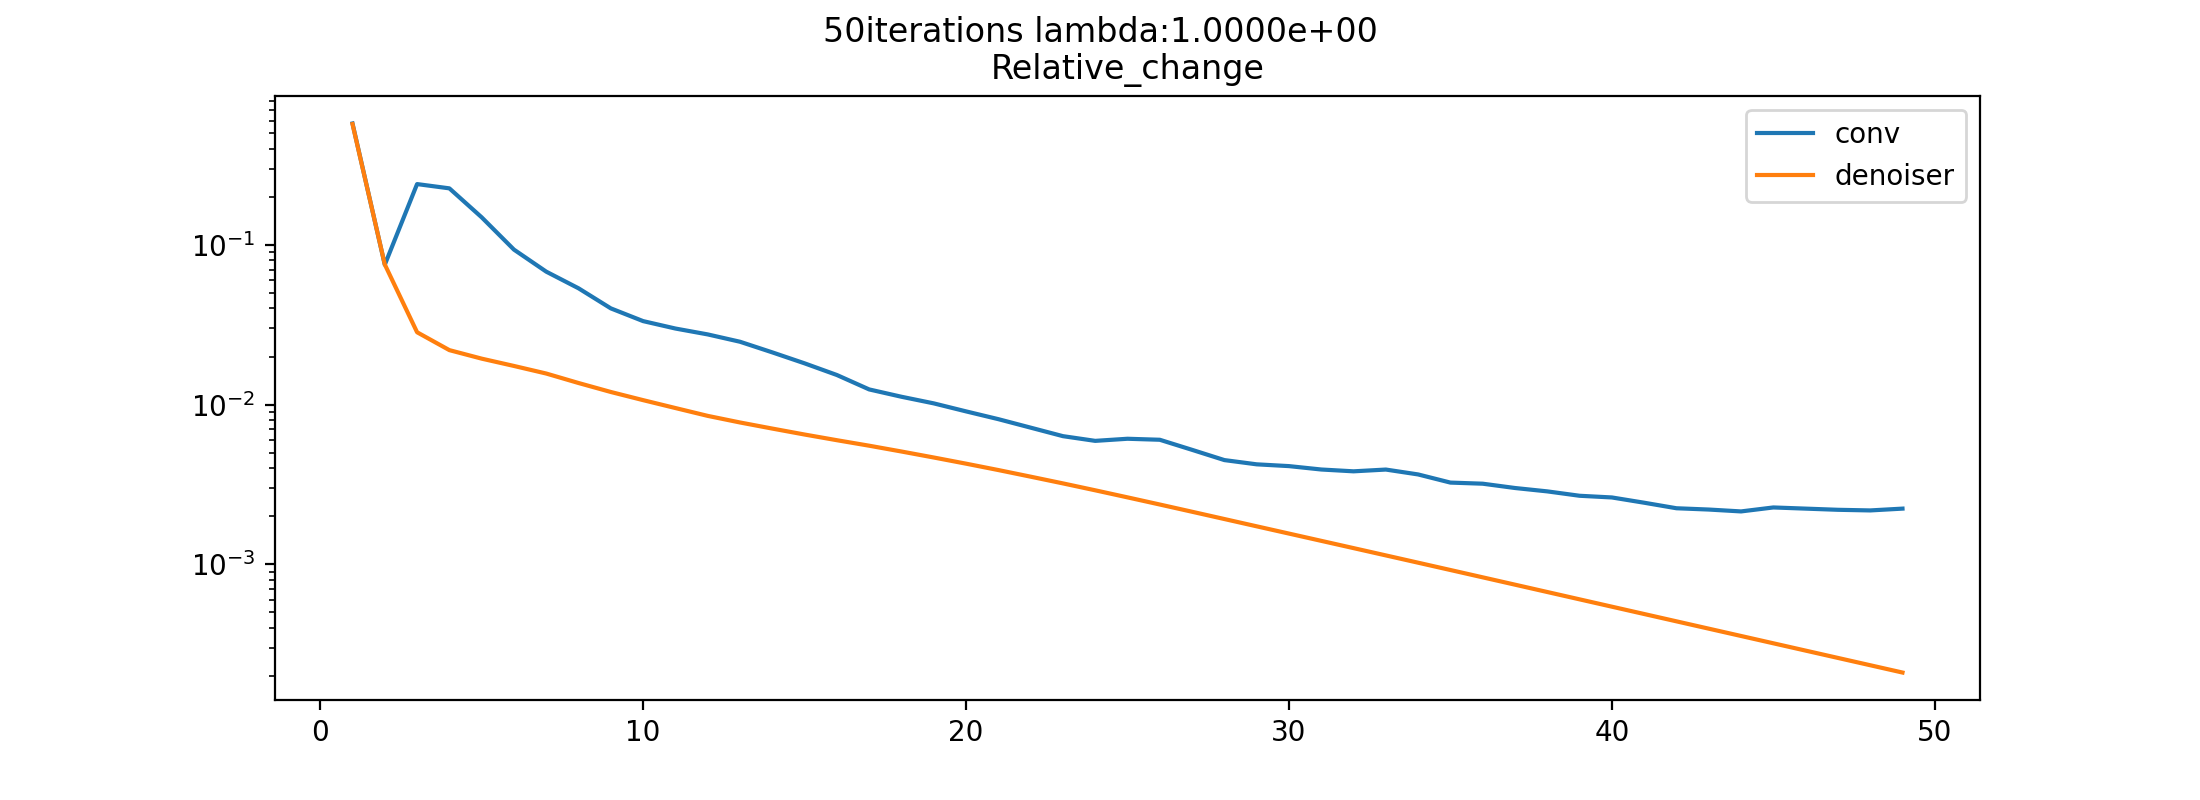 50iterations lambda:1.0000e+00
Relative_change
conv
denoiser
10⁻¹
10⁻²
10⁻³
0 10 20 30 40 50